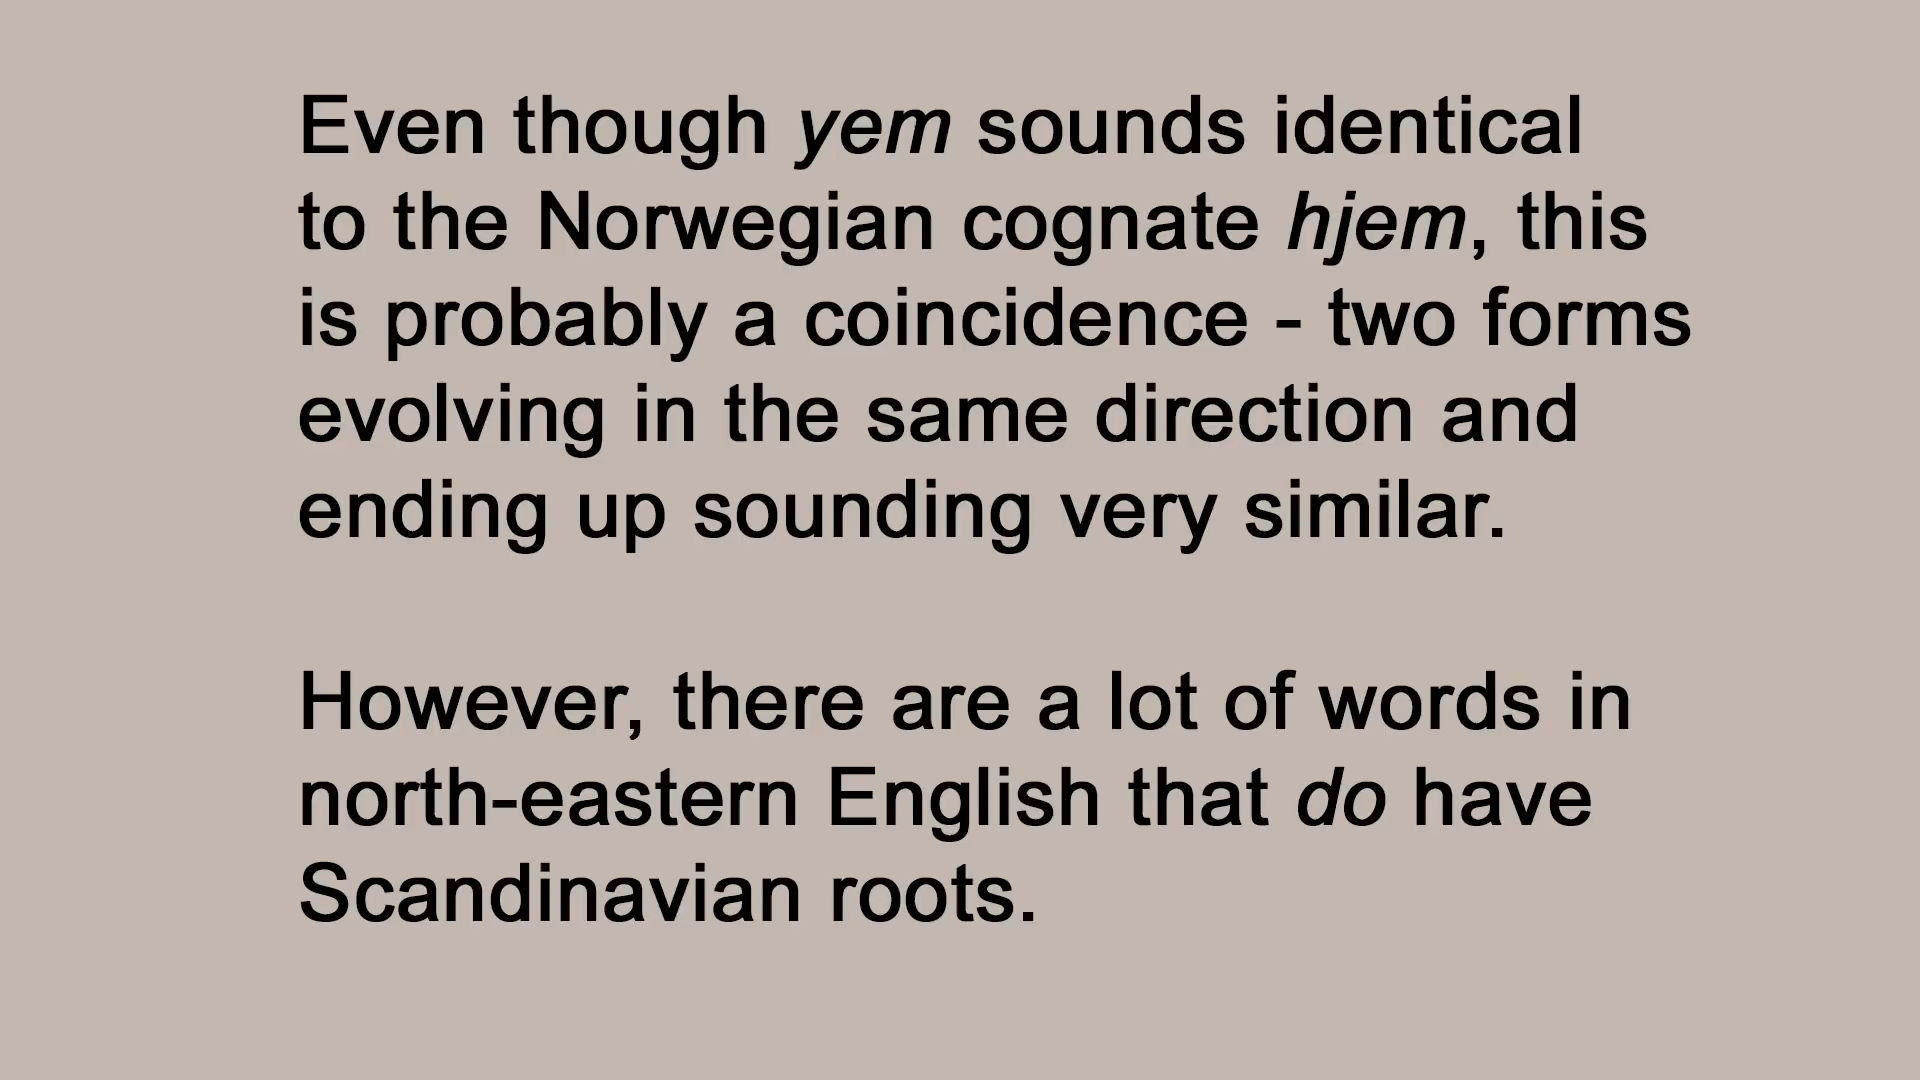 Even though yem sounds identical
to the Norwegian cognate hjem, this
is probably a coincidence - two forms
evolving in the same direction and
ending up sounding very similar.
However, there are a lot of words in
north-eastern English that do have
Scandinavian roots.